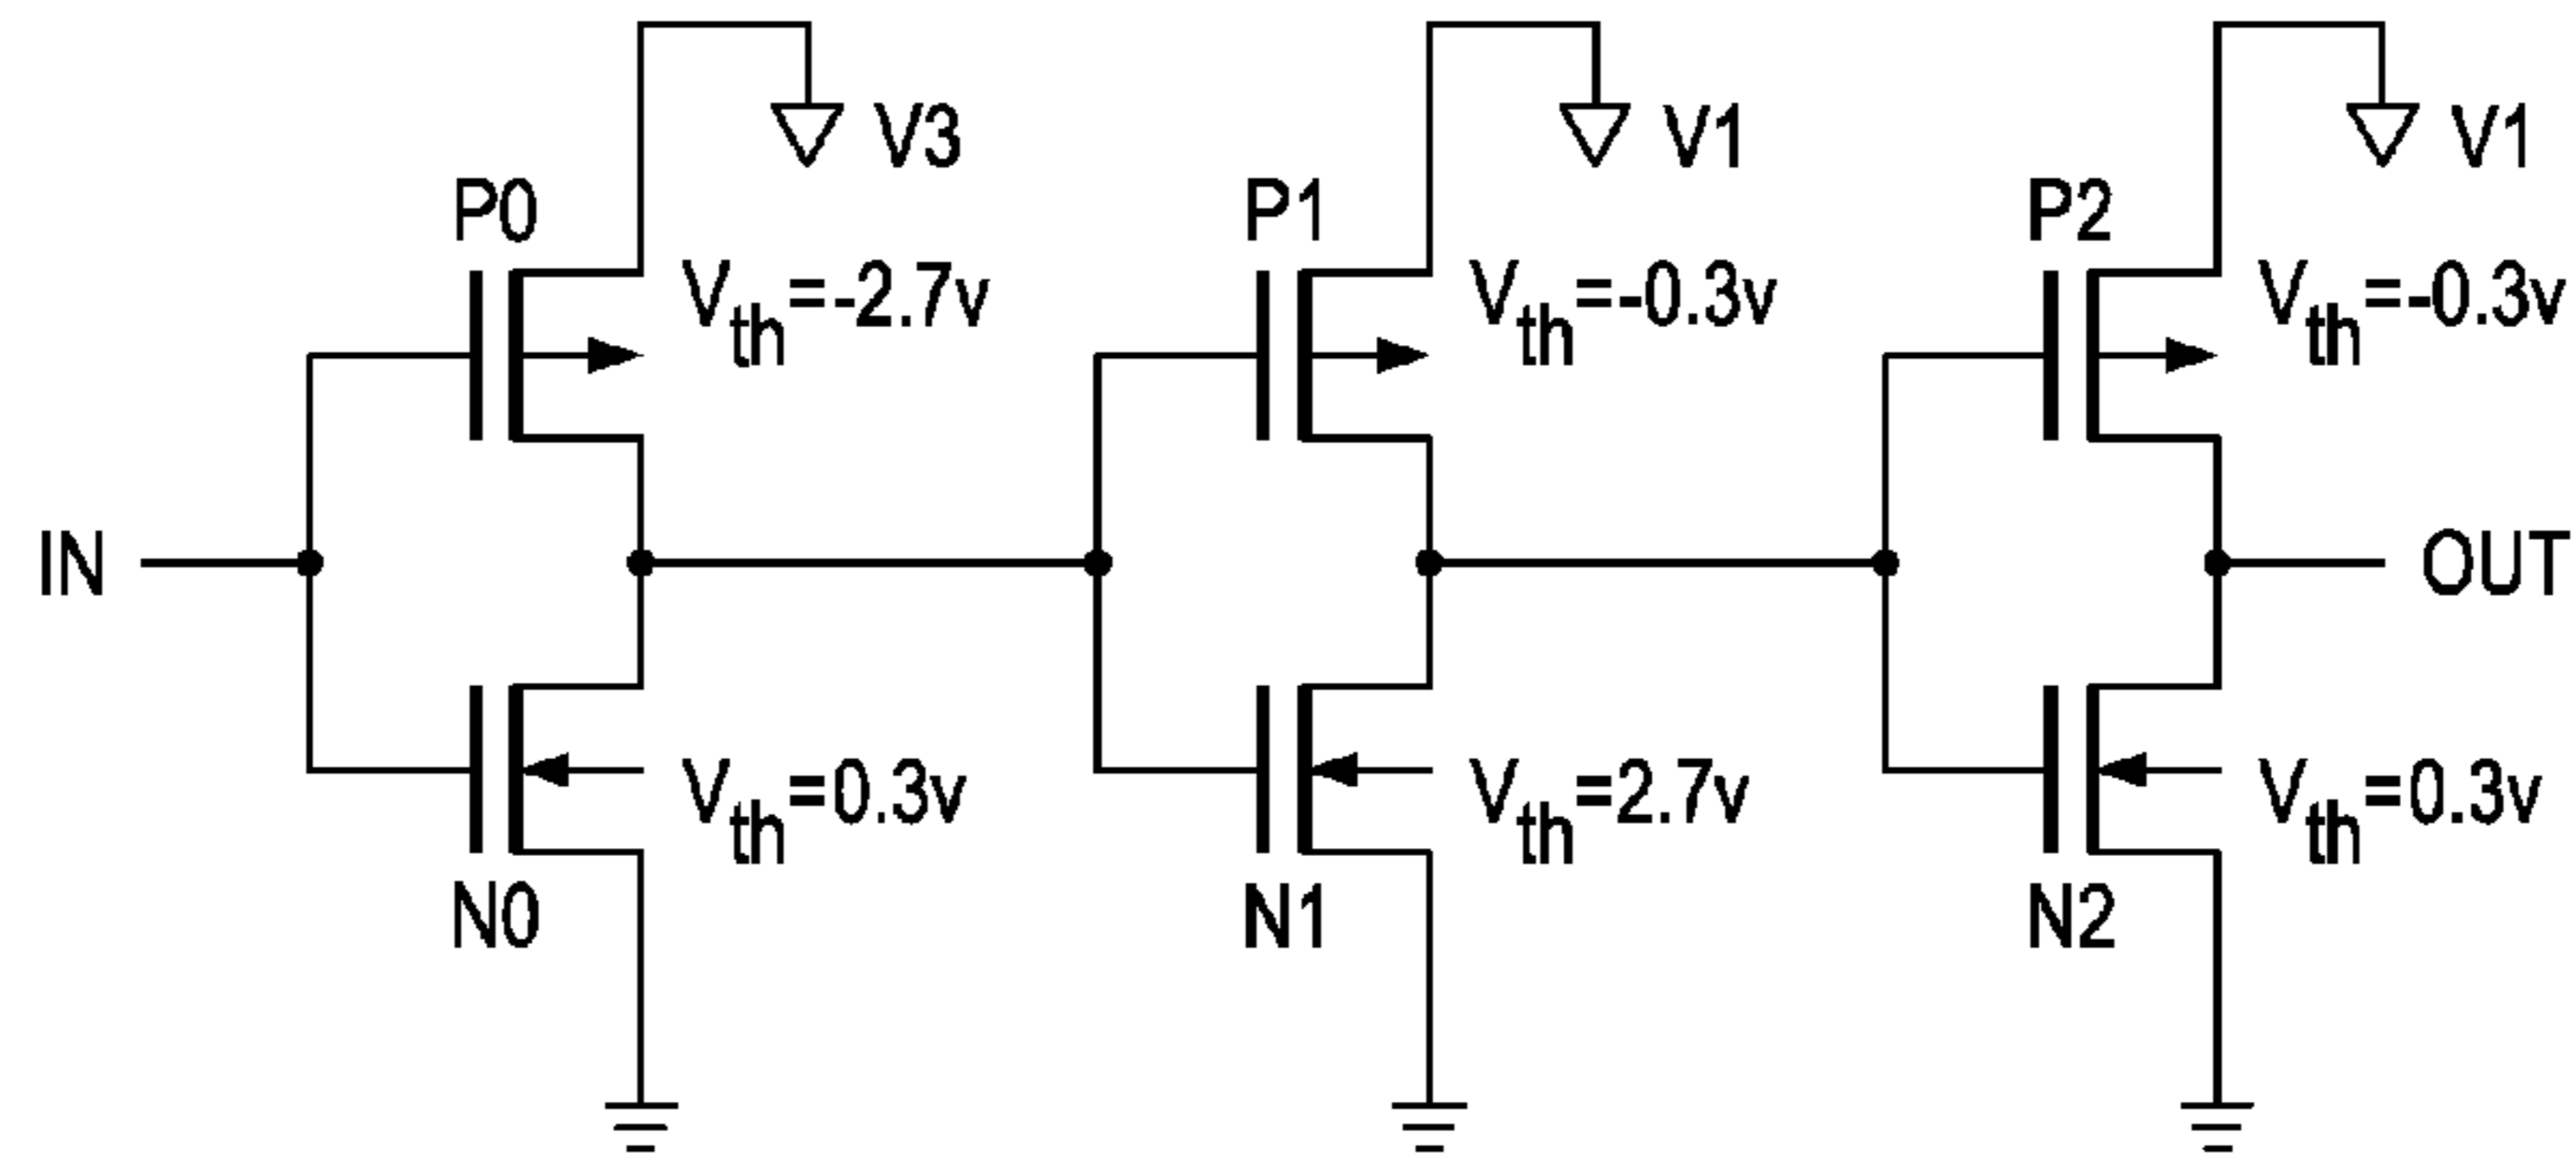 V3
V1
V1
P0
P1
P2
Vth=-2.7v
Vth=-0.3v
Vth=-0.3v
IN
OUT
Vth=0.3v
Vth=2.7v
Vth=0.3v
N0
N1
N2